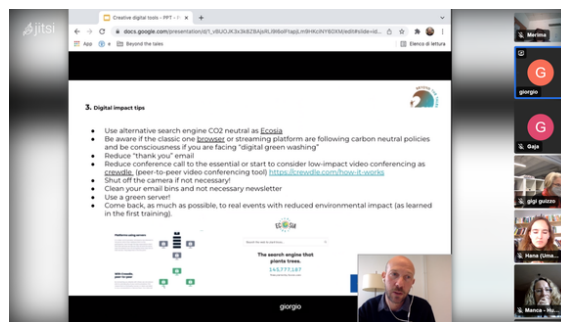 jitsi
Creative digital tools - PPT - P
docs.google.com/presentation/d/1_v6UOJK3o3k
App
Beyond the tales
Elenco di lettura
3. Digital impact tips
Use alternative search engine CO2 neutral as Ecosia
Be aware if the classic one browser or streaming platform are following carbon neutral policies
and be consciousness if you are facing "digital green washing"
Reduce "thank you" email
Reduce conference call to the essential or start to consider low-impact video conferencing as
crewdle (peer-to-peer video conferencing tool) https://crewdle.com/how-it-works
Shut off the camera if not necessary!
Clean your email bins and not necessary newsletter
Use a green server!
Come back, as much as possible, to real events with reduced environmental impact (as learned
in the first training).
The search engine that
plants trees.
giorgio
Merima
G
giorgio
G
Gaja
gigi guizzo
Hana (Uma...
Manca - Hu...